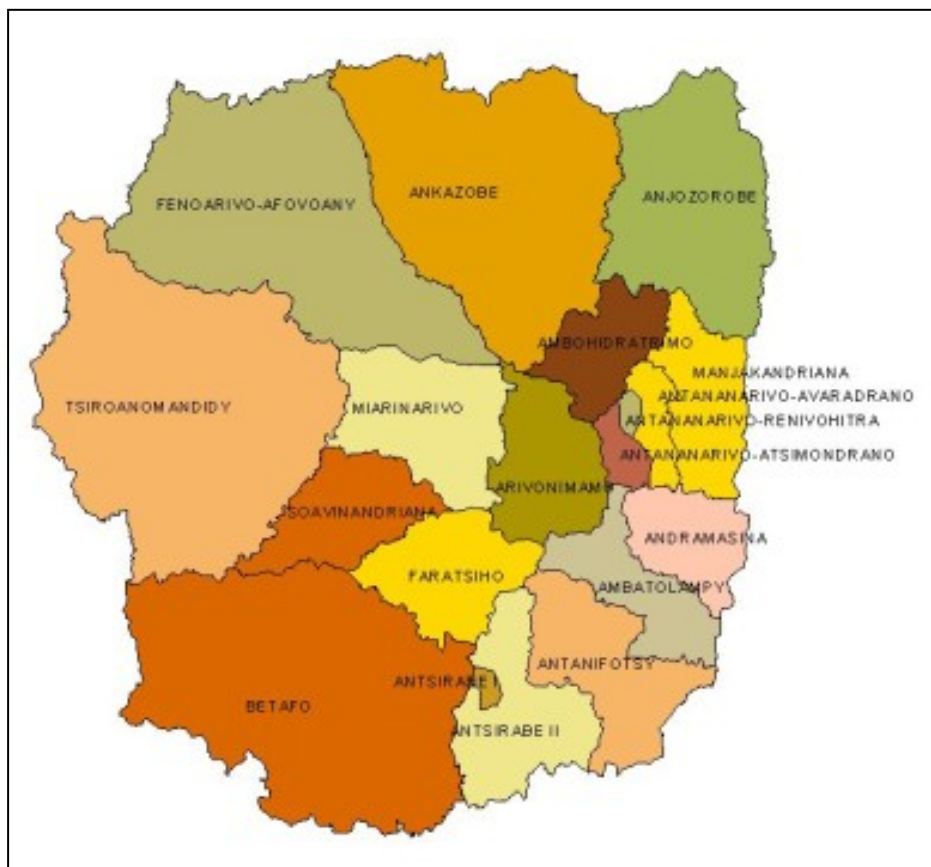 ANKAZOBE
ANJOZOROBE
FENOARIVO-AFOVOANY
AMBOHIDRATRIMO
MANJAKANDRIANA
ANTANANARIVO-AVARADRANO
TSIROANOMANDIDY
MIARINARIVO
ANTANANARIVO-RENIVOHITRA
ANTANANARIVO-ATSIMONDRANO
ARIVONIMAMO
SOAVINANDRIANA
ANDRAMASINA
FARATSIHO
AMBATOLAMPY
ANTANIFOTSY
ANTSIRANE I
BETAFO
ANTSIRABE II